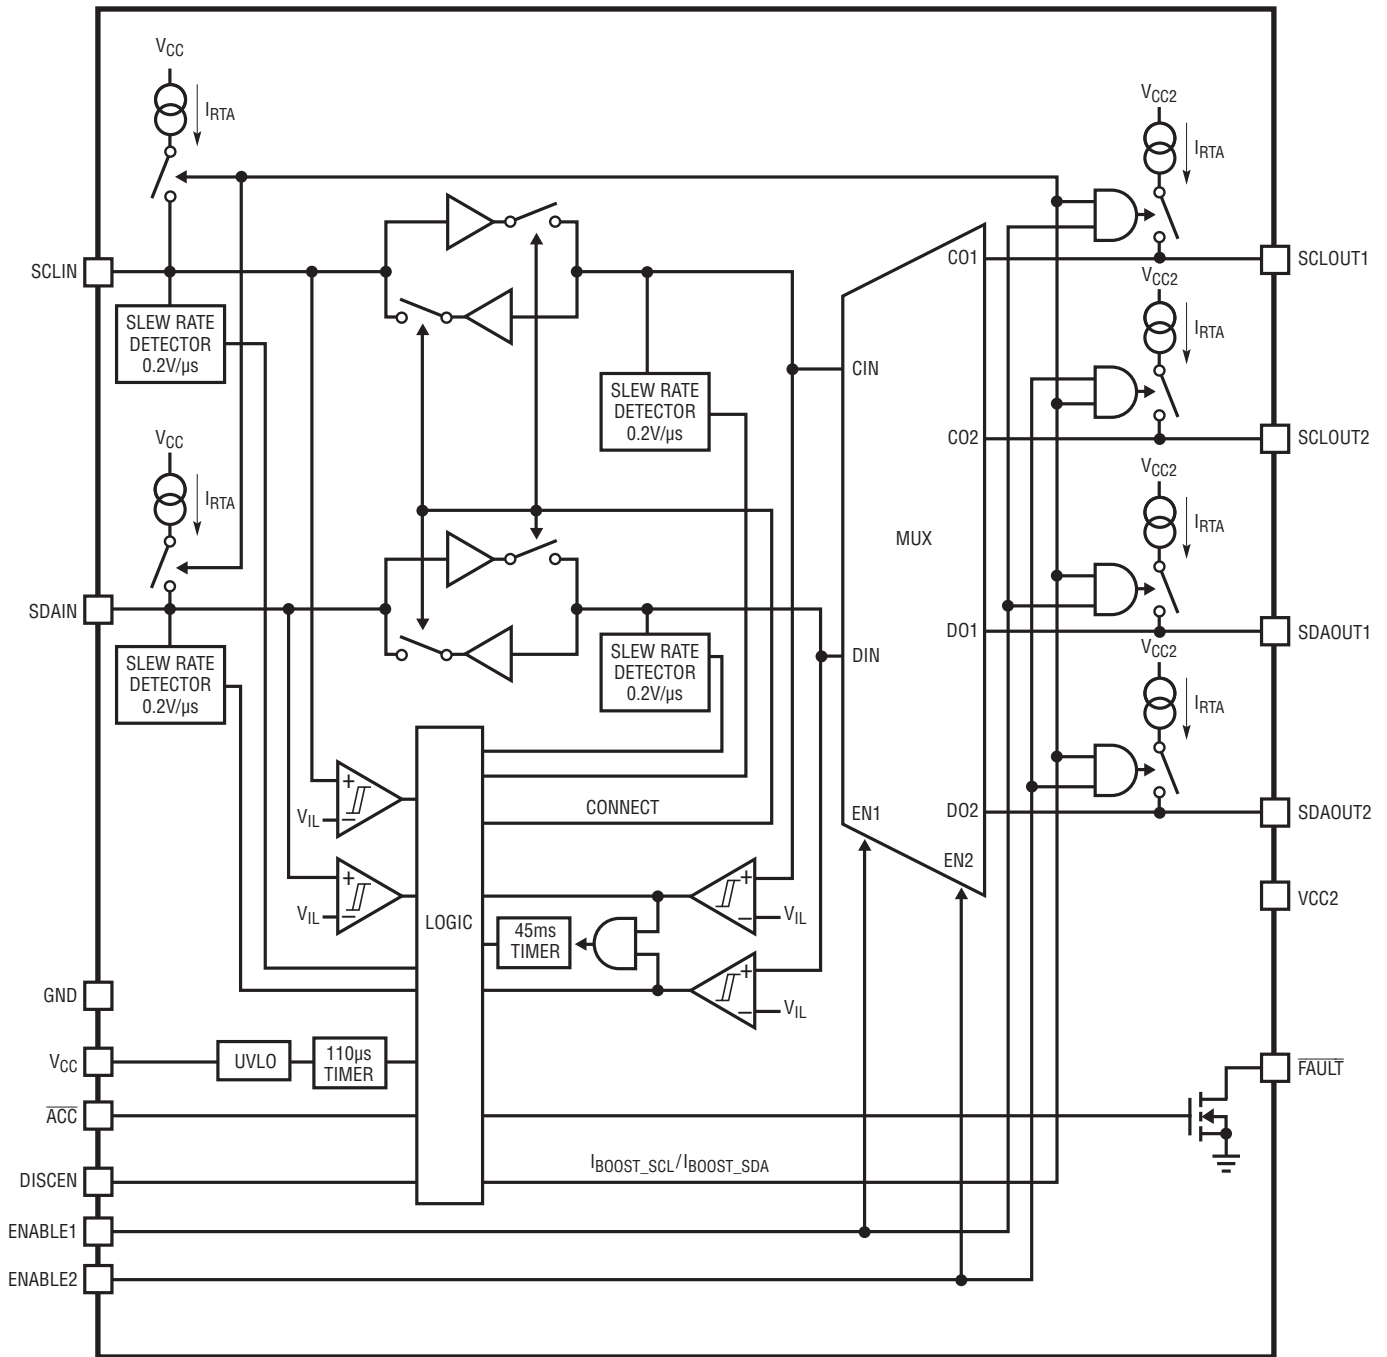 VCC
IRTA
VCC2
IRTA
SCLIN
CO1
SCLOUT1
SLEW RATE
DETECTOR
0.2V/µs
VCC2
IRTA
CIN
SLEW RATE
DETECTOR
0.2V/µs
VCC
CO2
SCLOUT2
VCC2
IRTA
IRTA
MUX
SDAIN
DO1
SDAOUT1
SLEW RATE
DETECTOR
0.2V/µs
SLEW RATE
DETECTOR
0.2V/µs
DIN
VCC2
IRTA
+
VIL
–
CONNECT
EN1
DO2
SDAOUT2
EN2
+
VIL
–
LOGIC
45ms
TIMER
+
–
VIL
VCC2
+
–
VIL
GND
VCC
UVLO
110µs
TIMER
FAULT
ACC
IBOOST_SCL/IBOOST_SDA
DISCEN
ENABLE1
ENABLE2